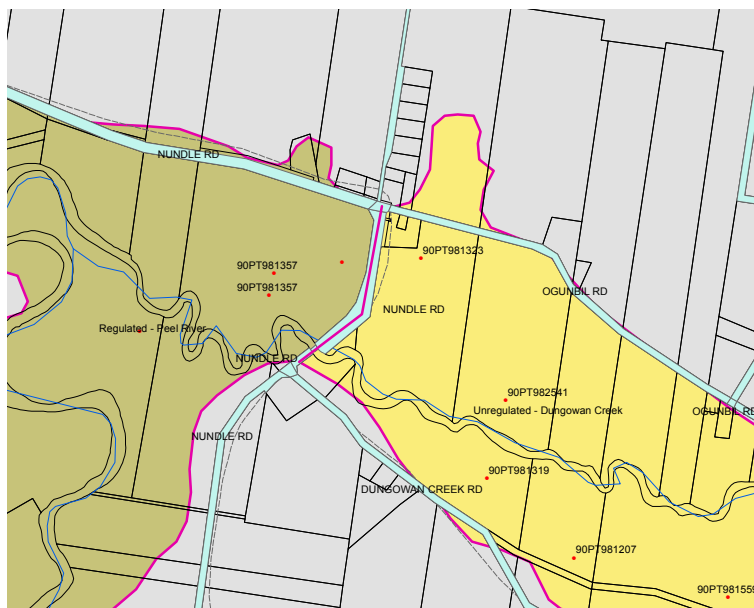 NUNDLE RD
90PT981323
90PT981357
OGUNBIL RD
90PT981357
NUNDLE RD
Regulated - Peel River
NUNDLE RD
90PT982541
Unregulated - Dungowan Creek
OGUNBIL RD
NUNDLE RD
90PT981319
DUNGOWAN CREEK RD
90PT981207